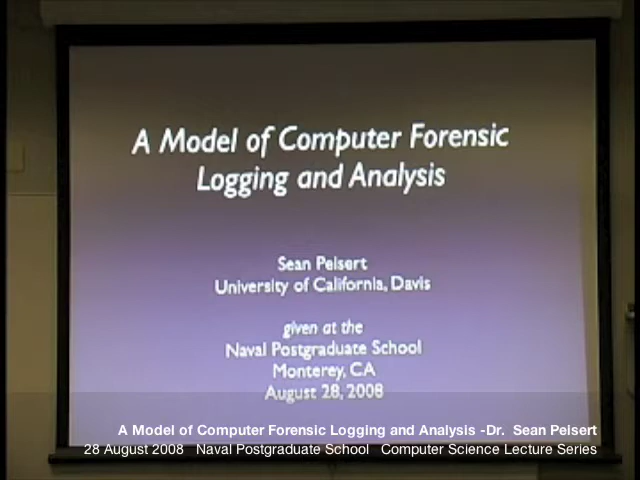 A Model of Computer Forensic
Logging and Analysis
Sean Peisert
University of California, Davis
given at the
Naval Postgraduate School
Monterey, CA
August 28, 2008
A Model of Computer Forensic Logging and Analysis -Dr. Sean Peisert
28 August 2008 Naval Postgraduate School Computer Science Lecture Series